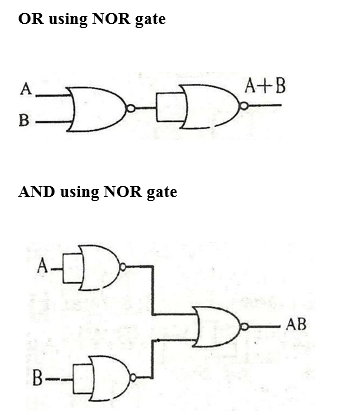 OR using NOR gate
A
A+B
B
AND using NOR gate
A
AB
B